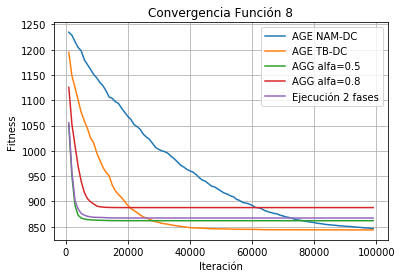 Convergencia Función 8
AGE NAM-DC
AGE TB-DC
AGG alfa=0.5
AGG alfa=0.8
Ejecución 2 fases
Fitness
1250
1200
1150
1100
1050
1000
950
900
850
0
20000
40000
60000
80000
100000
Iteración